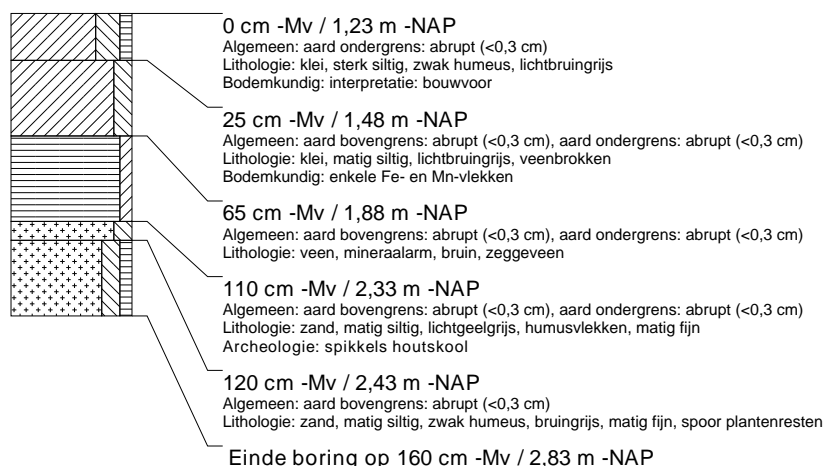 0 cm -Mv / 1,23 m -NAP
Algemeen: aard ondergrens: abrupt (<0,3 cm)
Lithologie: klei, sterk siltig, zwak humeus, lichtbruingrijs
Bodemkundig: interpretatie: bouwvoor
25 cm -Mv / 1,48 m -NAP
Algemeen: aard bovengrens: abrupt (<0,3 cm), aard ondergrens: abrupt (<0,3 cm)
Lithologie: klei, matig siltig, lichtbruingrijs, veenbrokken
Bodemkundig: enkele Fe- en Mn-vlekken
65 cm -Mv / 1,88 m -NAP
Algemeen: aard bovengrens: abrupt (<0,3 cm), aard ondergrens: abrupt (<0,3 cm)
Lithologie: veen, mineraalarm, bruin, zeggeveen
110 cm -Mv / 2,33 m -NAP
Algemeen: aard bovengrens: abrupt (<0,3 cm), aard ondergrens: abrupt (<0,3 cm)
Lithologie: zand, matig siltig, lichtgeelgrijs, humusvlekken, matig fijn
Archeologie: spikkels houtskool
120 cm -Mv / 2,43 m -NAP
Algemeen: aard bovengrens: abrupt (<0,3 cm)
Lithologie: zand, matig siltig, zwak humeus, bruingrijs, matig fijn, spoor plantenresten
Einde boring op 160 cm -Mv / 2,83 m -NAP